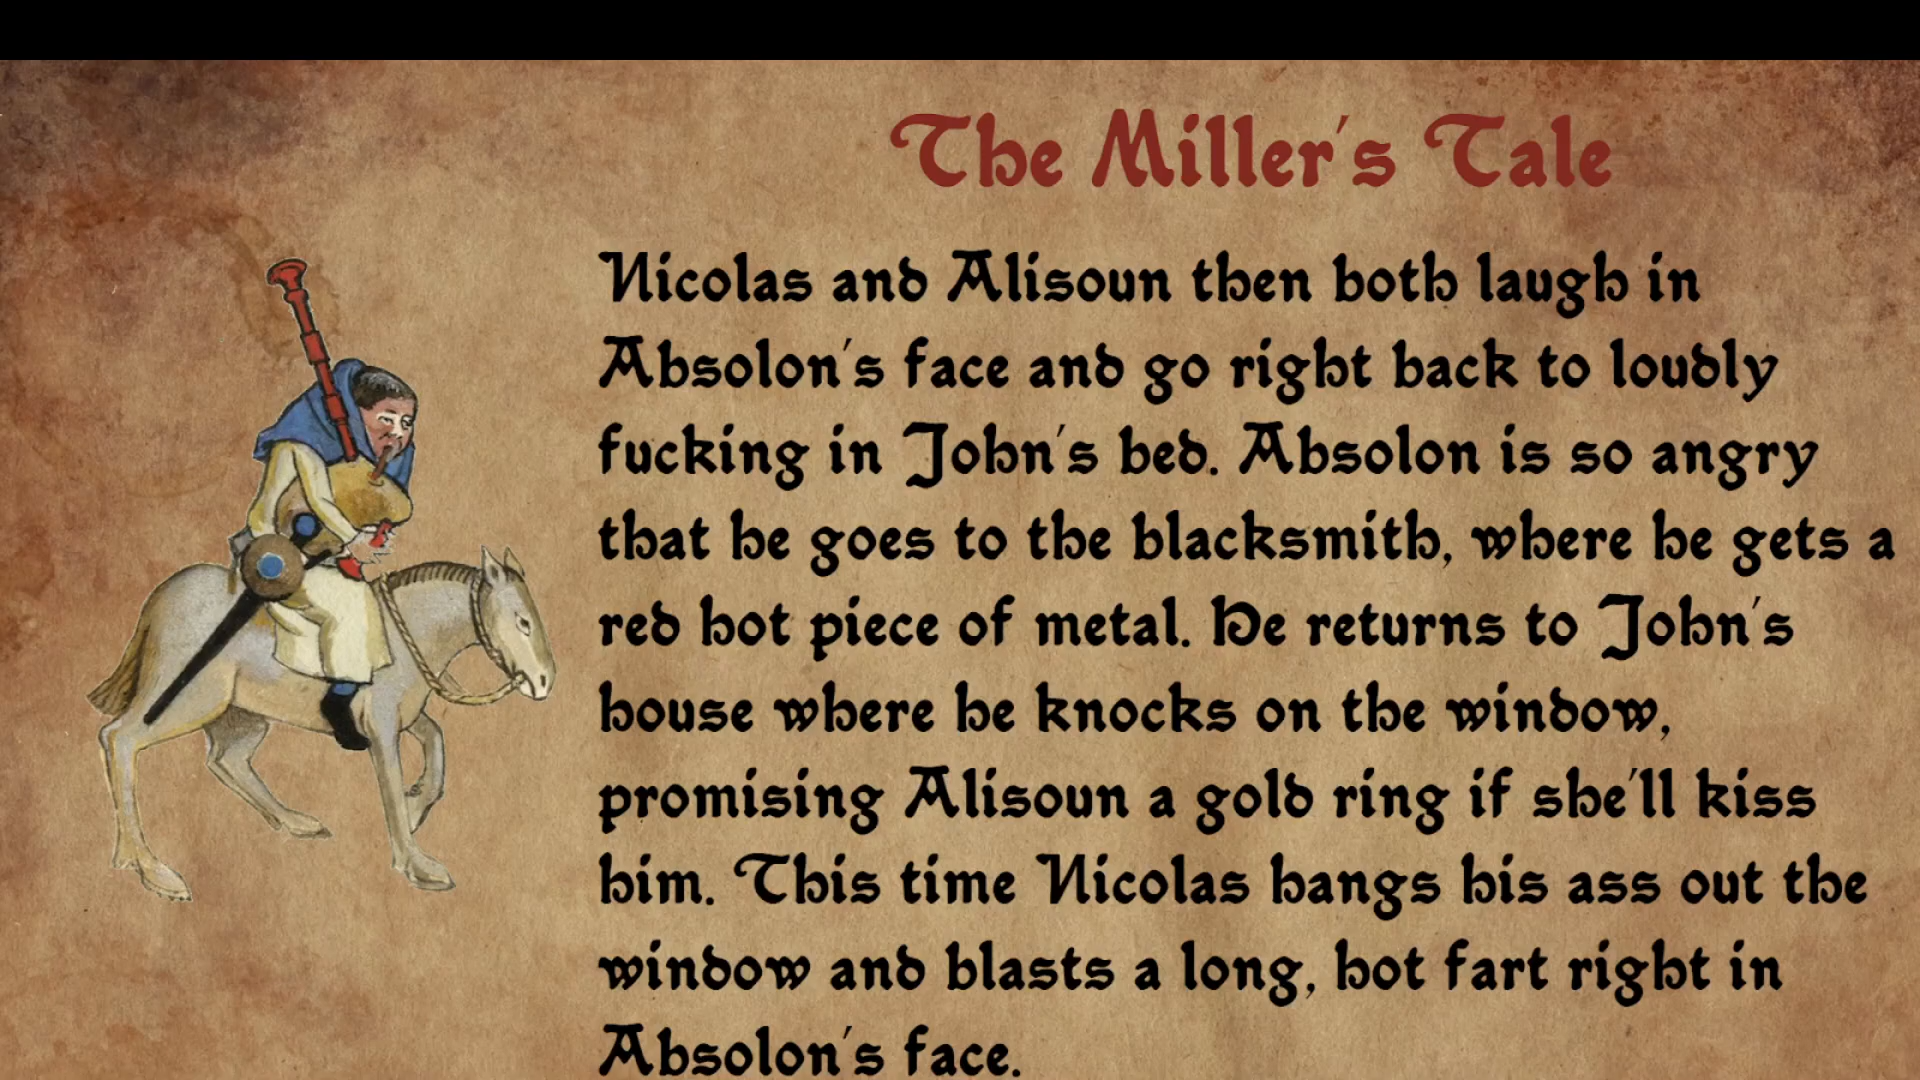 The Miller's Tale
Nicolas and Alisoun then both laugh in
Absolon's face and go right back to loudly
fucking in John's bed. Absolon is so angry
that he goes to the blacksmith, where he gets a
red hot piece of metal. He returns to John's
house where he knocks on the window,
promising Alisoun a gold ring if she'll kiss
him. This time Nicolas hangs his ass out the
window and blasts a long, hot fart right in
Absolon's face.